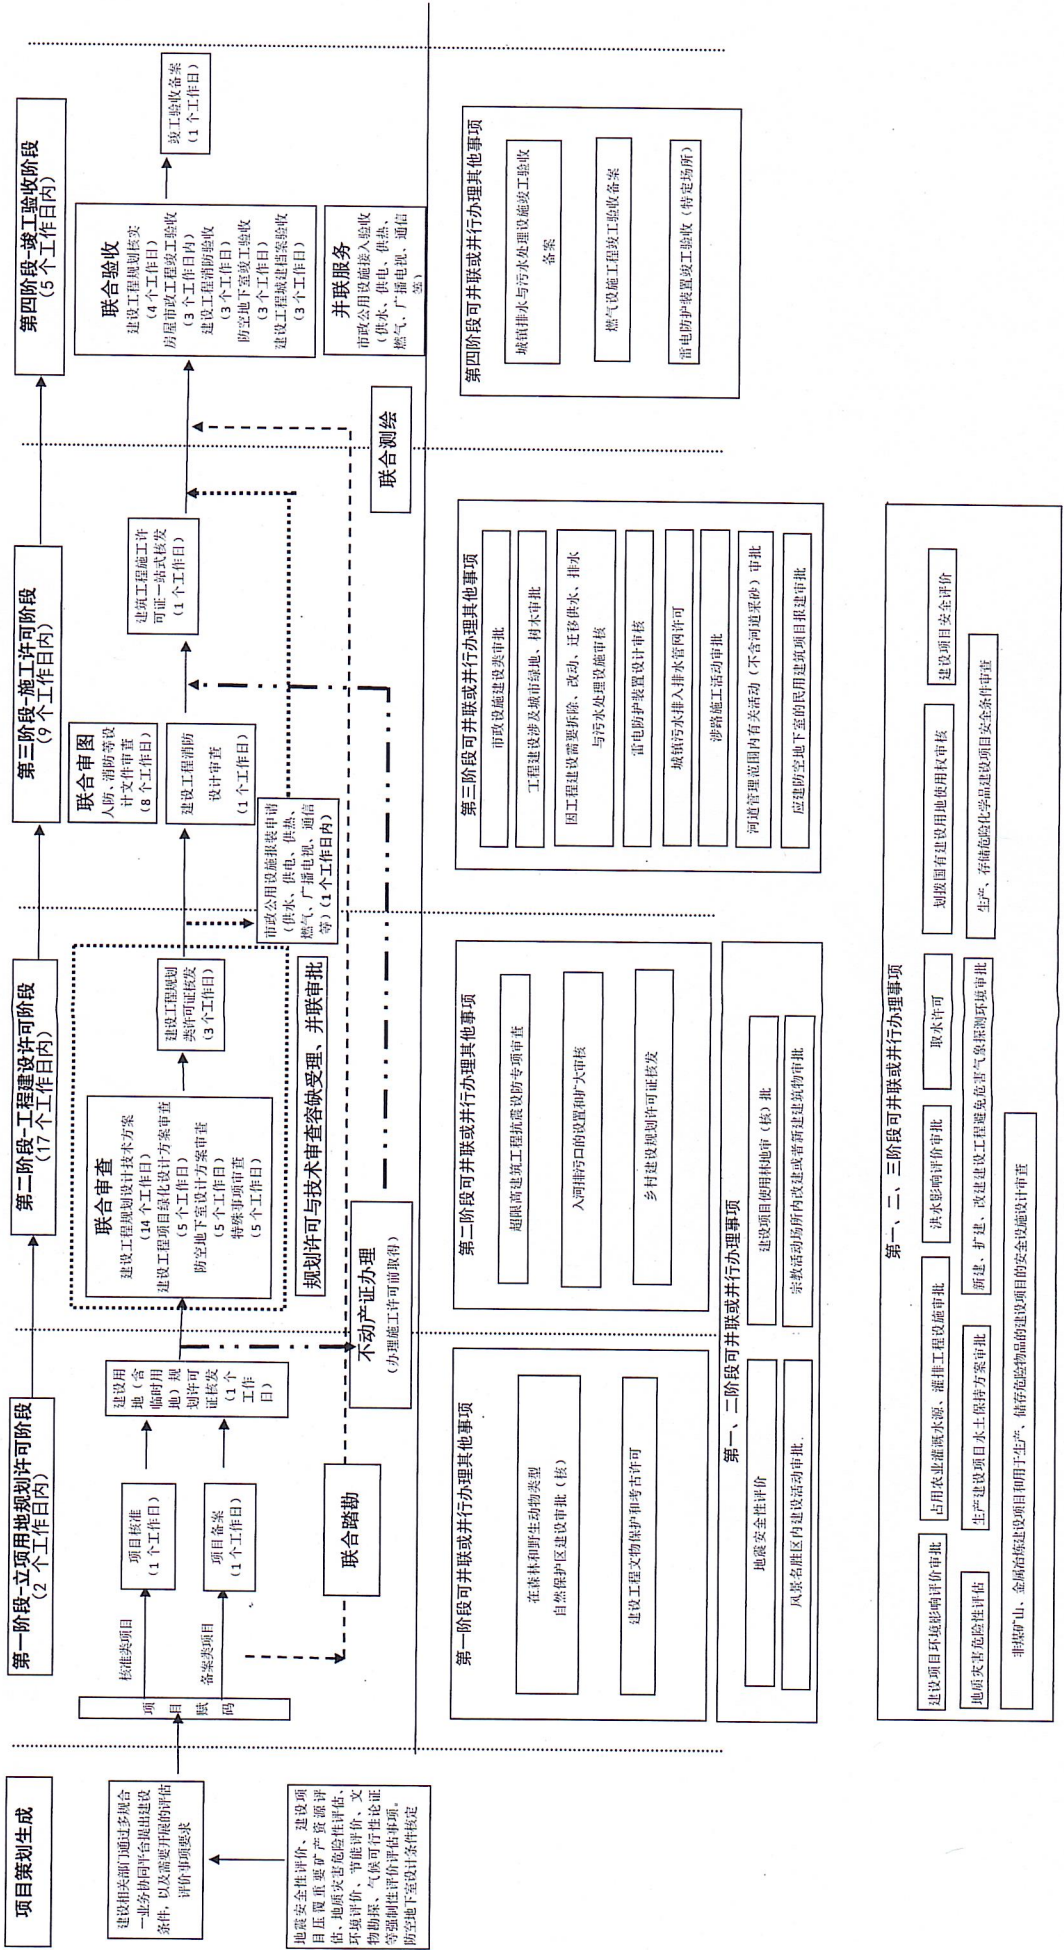 项目策划生成
建设相关部门通过多规合
一业务协同平台提出建设
条件，以及需要开展的评估
评价事项要求
地震安全性评价、建设项
目压覆重要矿产资源评
估、地质灾害危险性评估、
环境评价、节能评价、文
物勘探、气候可行性论证
等强制性评价评估事项。
防空地下室设计条件核定
第一阶段-立项用地规划许可阶段
（2 个工作日内）
项目赋码
核准类项目
备案类项目
项目核准
（1 个工作日）
项目备案
（1 个工作日）
建设用
地（含
临时用
地）规
划许可
证核发
（1 个
工作
日）
联合踏勘
第二阶段-工程建设许可阶段
（17 个工作日内）
联合审查
建设工程规划设计技术方案
（14 个工作日）
建设工程项目绿化设计方案审查
（5 个工作日）
防空地下室设计方案审查
（5 个工作日）
特殊事项审查
（5 个工作日）
建设工程规划
类许可证核发
（3 个工作日）
规划许可与技术审查容缺受理、并联审批
不动产证办理
（办理施工许可前取得）
第三阶段-施工许可阶段
（9 个工作日内）
联合审图
人防、消防等设
计文件审查
（8 个工作日）
建设工程消防
设计审查
（1 个工作日）
市政公用设施报装申请
（供水、供电、供热、
燃气、广播电视、通信
等）（1 个工作日内）
建筑工程施工许
可证一站式核发
（1 个工作日）
联合测绘
第四阶段-竣工验收阶段
（5 个工作日内）
联合验收
建设工程规划核实
（4 个工作日）
房屋市政工程竣工验收
（3 个工作日内）
建设工程消防验收
（3 个工作日）
防空地下室竣工验收
（3 个工作日）
建设工程城建档案验收
（3 个工作日）
并联服务
市政公用设施接入验收
（供水、供电、供热、
燃气、广播电视、通信
等）
竣工验收备案
（1 个工作日）
第一阶段可并联或并行办理其他事项
在森林和野生动物类型
自然保护区建设审批（核）
建设工程文物保护和考古许可
第二阶段可并联或并行办理其他事项
超限高建筑工程抗震设防专项审查
入河排污口的设置和扩大审核
乡村建设规划许可证核发
第三阶段可并联或并行办理其他事项
市政设施建设类审批
工程建设涉及城市绿地、树木审批
因工程建设需要拆除、改动、迁移供水、排水
与污水处理设施审核
雷电防护装置设计审核
城镇污水排入排水管网许可
涉路施工活动审批
河道管理范围内有关活动（不含河道采砂）审批
应建防空地下室的民用建筑项目报建审批
第四阶段可并联或并行办理其他事项
城镇排水与污水处理设施竣工验收
备案
燃气设施工程竣工验收备案
雷电防护装置竣工验收（特定场所）
第一、二阶段可并联或并行办理事项
地震安全性评价
建设项目使用林地审（核）批
风景名胜区内建设活动审批
宗教活动场所内改建或者新建建筑物审批
第一、二、三阶段可并联或并行办理事项
建设项目环境影响评价审批
占用农业灌溉水源、灌排工程设施审批
洪水影响评价审批
取水许可
划拨国有建设用地使用权审核
建设项目安全评价
地质灾害危险性评估
生产建设项目水土保持方案审批
新建、扩建、改建建设工程避免危害气象探测环境审批
生产、存储危险化学品建设项目安全条件审查
非煤矿山、金属冶炼建设项目和用于生产、储存危险物品的建设项目的安全设施设计审查